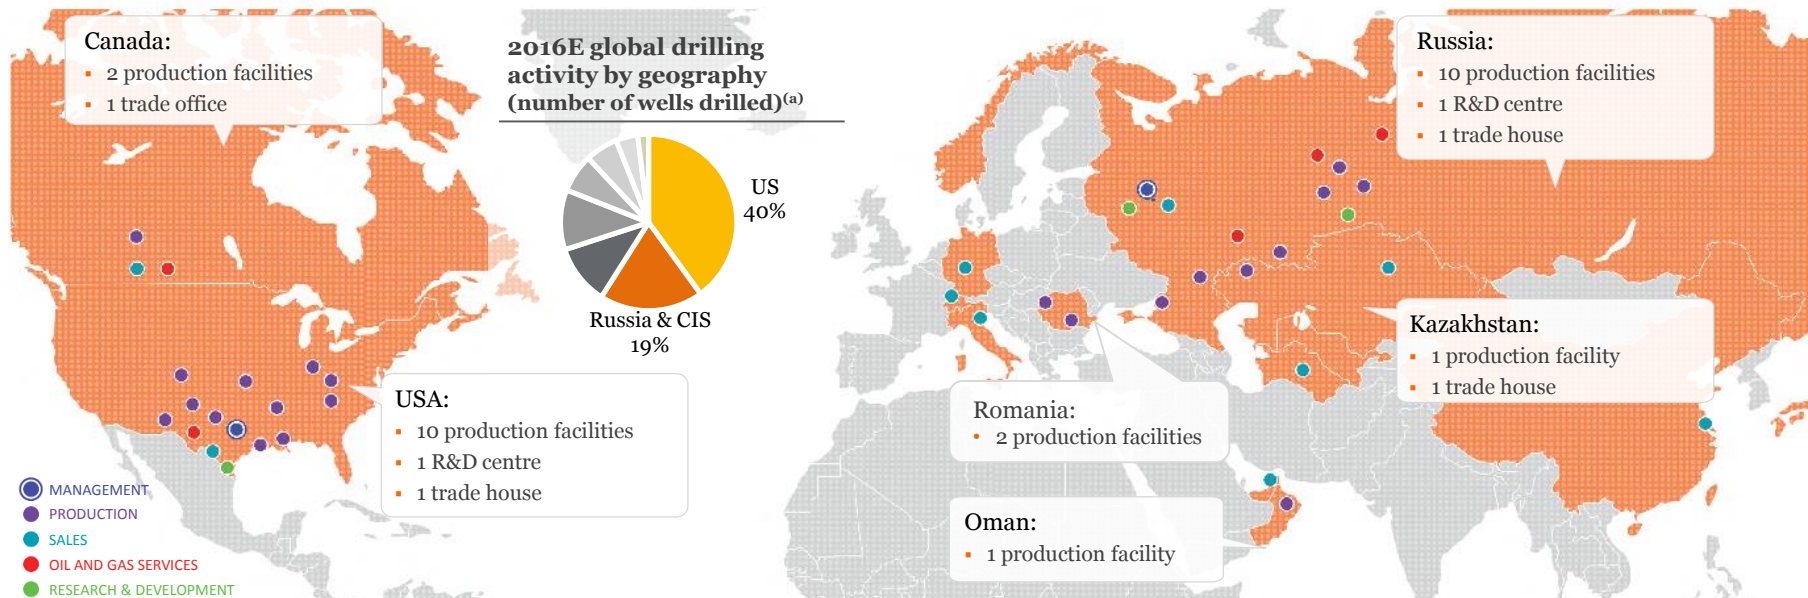 Canada:
▪ 2 production facilities
▪ 1 trade office
2016E global drilling
activity by geography
(number of wells drilled)(a)
US
40%
Russia & CIS
19%
Russia:
▪ 10 production facilities
▪ 1 R&D centre
▪ 1 trade house
USA:
▪ 10 production facilities
▪ 1 R&D centre
▪ 1 trade house
Kazakhstan:
▪ 1 production facility
▪ 1 trade house
Romania:
• 2 production facilities
Oman:
▪ 1 production facility
MANAGEMENT
PRODUCTION
SALES
OIL AND GAS SERVICES
RESEARCH & DEVELOPMENT